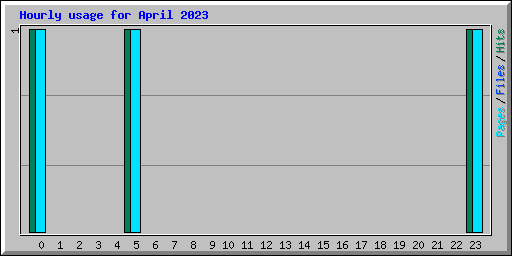 Hourly usage for April 2023
1
Pages/Files/Hits
0 1 2 3 4 5 6 7 8 9 10 11 12 13 14 15 16 17 18 19 20 21 22 23